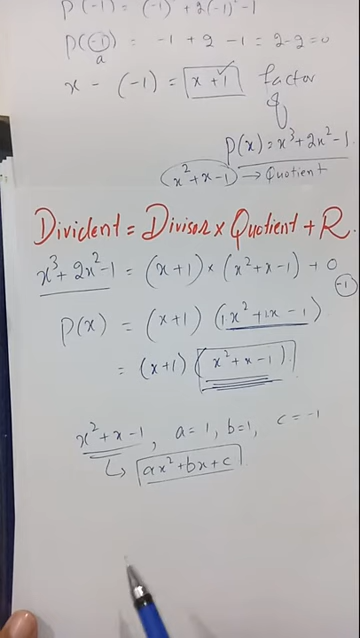 P(-1) = (-1)³ + 2(-1)² - 1
P(-1) = -1 + 2 - 1 = 2-2 = 0
a
x - (-1) = x + 1 factor
of
P(x) = x³ + 2x² - 1
x² + x - 1 → Quotient
Divident = Divisor × Quotient + R.
x³ + 2x² - 1 = (x+1) × (x² + x - 1) + 0
-1
P(x) = (x+1) (1x² + 1x - 1)
= (x+1) (x² + x - 1).
x² + x - 1, a = 1, b = 1, c = -1
↳ ax² + bx + c